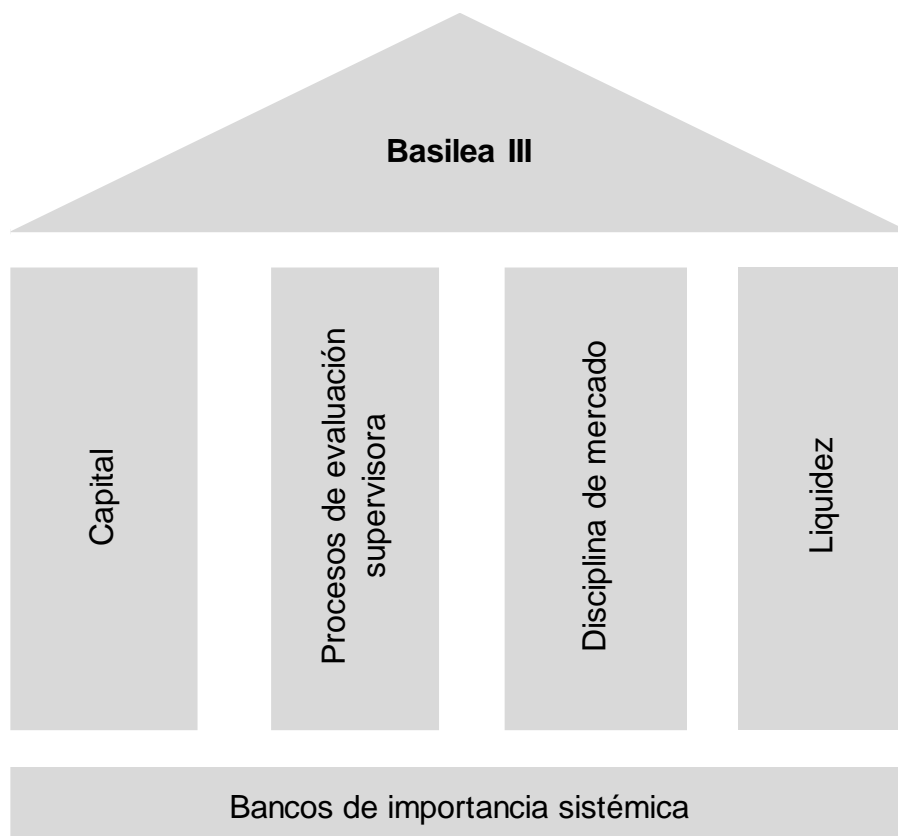 Basilea III
Capital
Procesos de evaluación
supervisora
Disciplina de mercado
Liquidez
Bancos de importancia sistémica